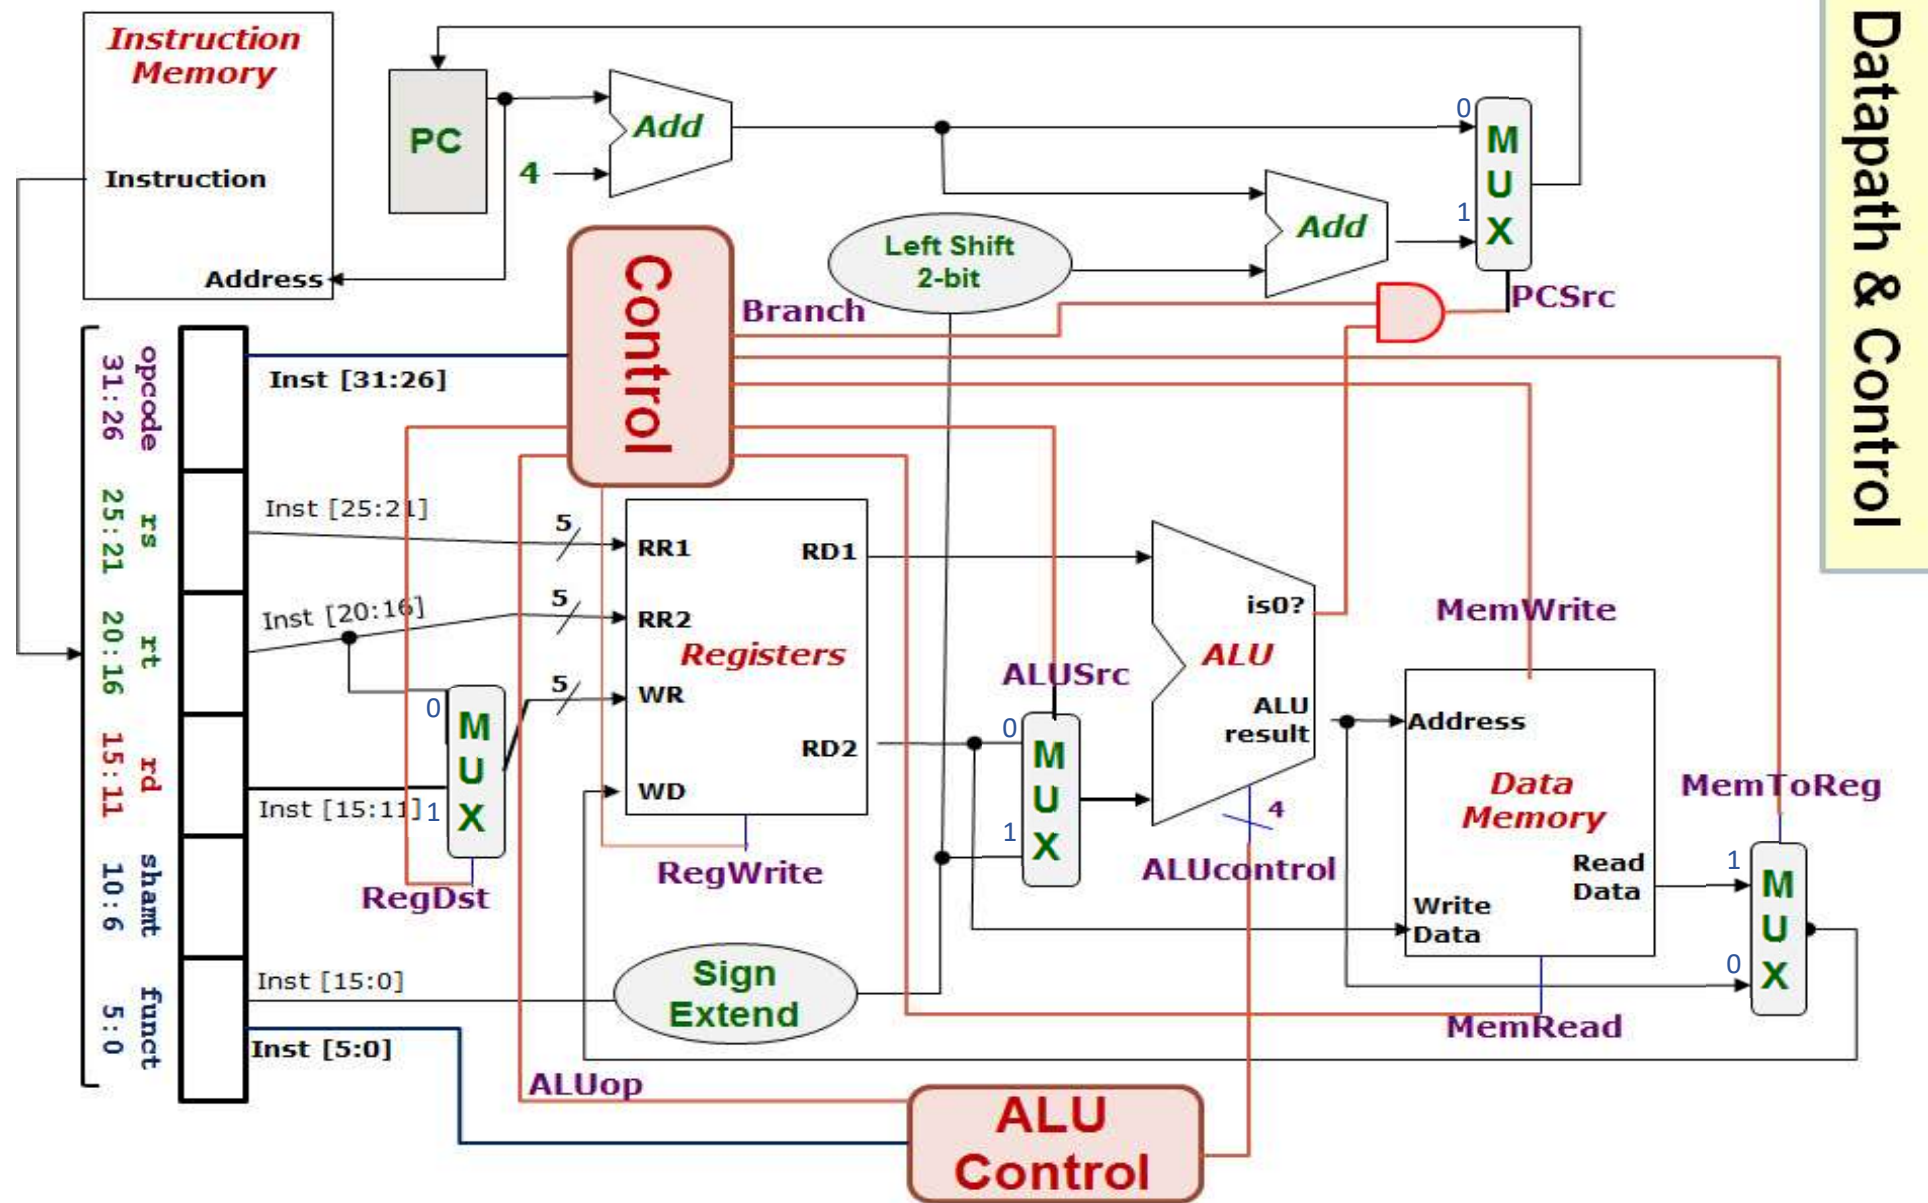 Datapath & Control
Instruction
Memory
Instruction
Address
PC
4
Add
Add
0
M
U
X
1
PCSrc
Left Shift
2-bit
Control
Branch
opcode
31:26
rs
25:21
rt
20:16
rd
15:11
shamt
10:6
funct
5:0
Inst [31:26]
Inst [25:21]
Inst [20:16]
Inst [15:11]
Inst [15:0]
Inst [5:0]
5
5
5
0
M
U
X
1
RegDst
RR1
RR2
WR
WD
RD1
RD2
Registers
RegWrite
ALUSrc
0
M
U
X
1
is0?
ALU
ALU
result
4
ALUcontrol
MemWrite
Address
Data
Memory
Read
Data
Write
Data
MemRead
MemToReg
1
M
U
X
0
Sign
Extend
ALUop
ALU
Control